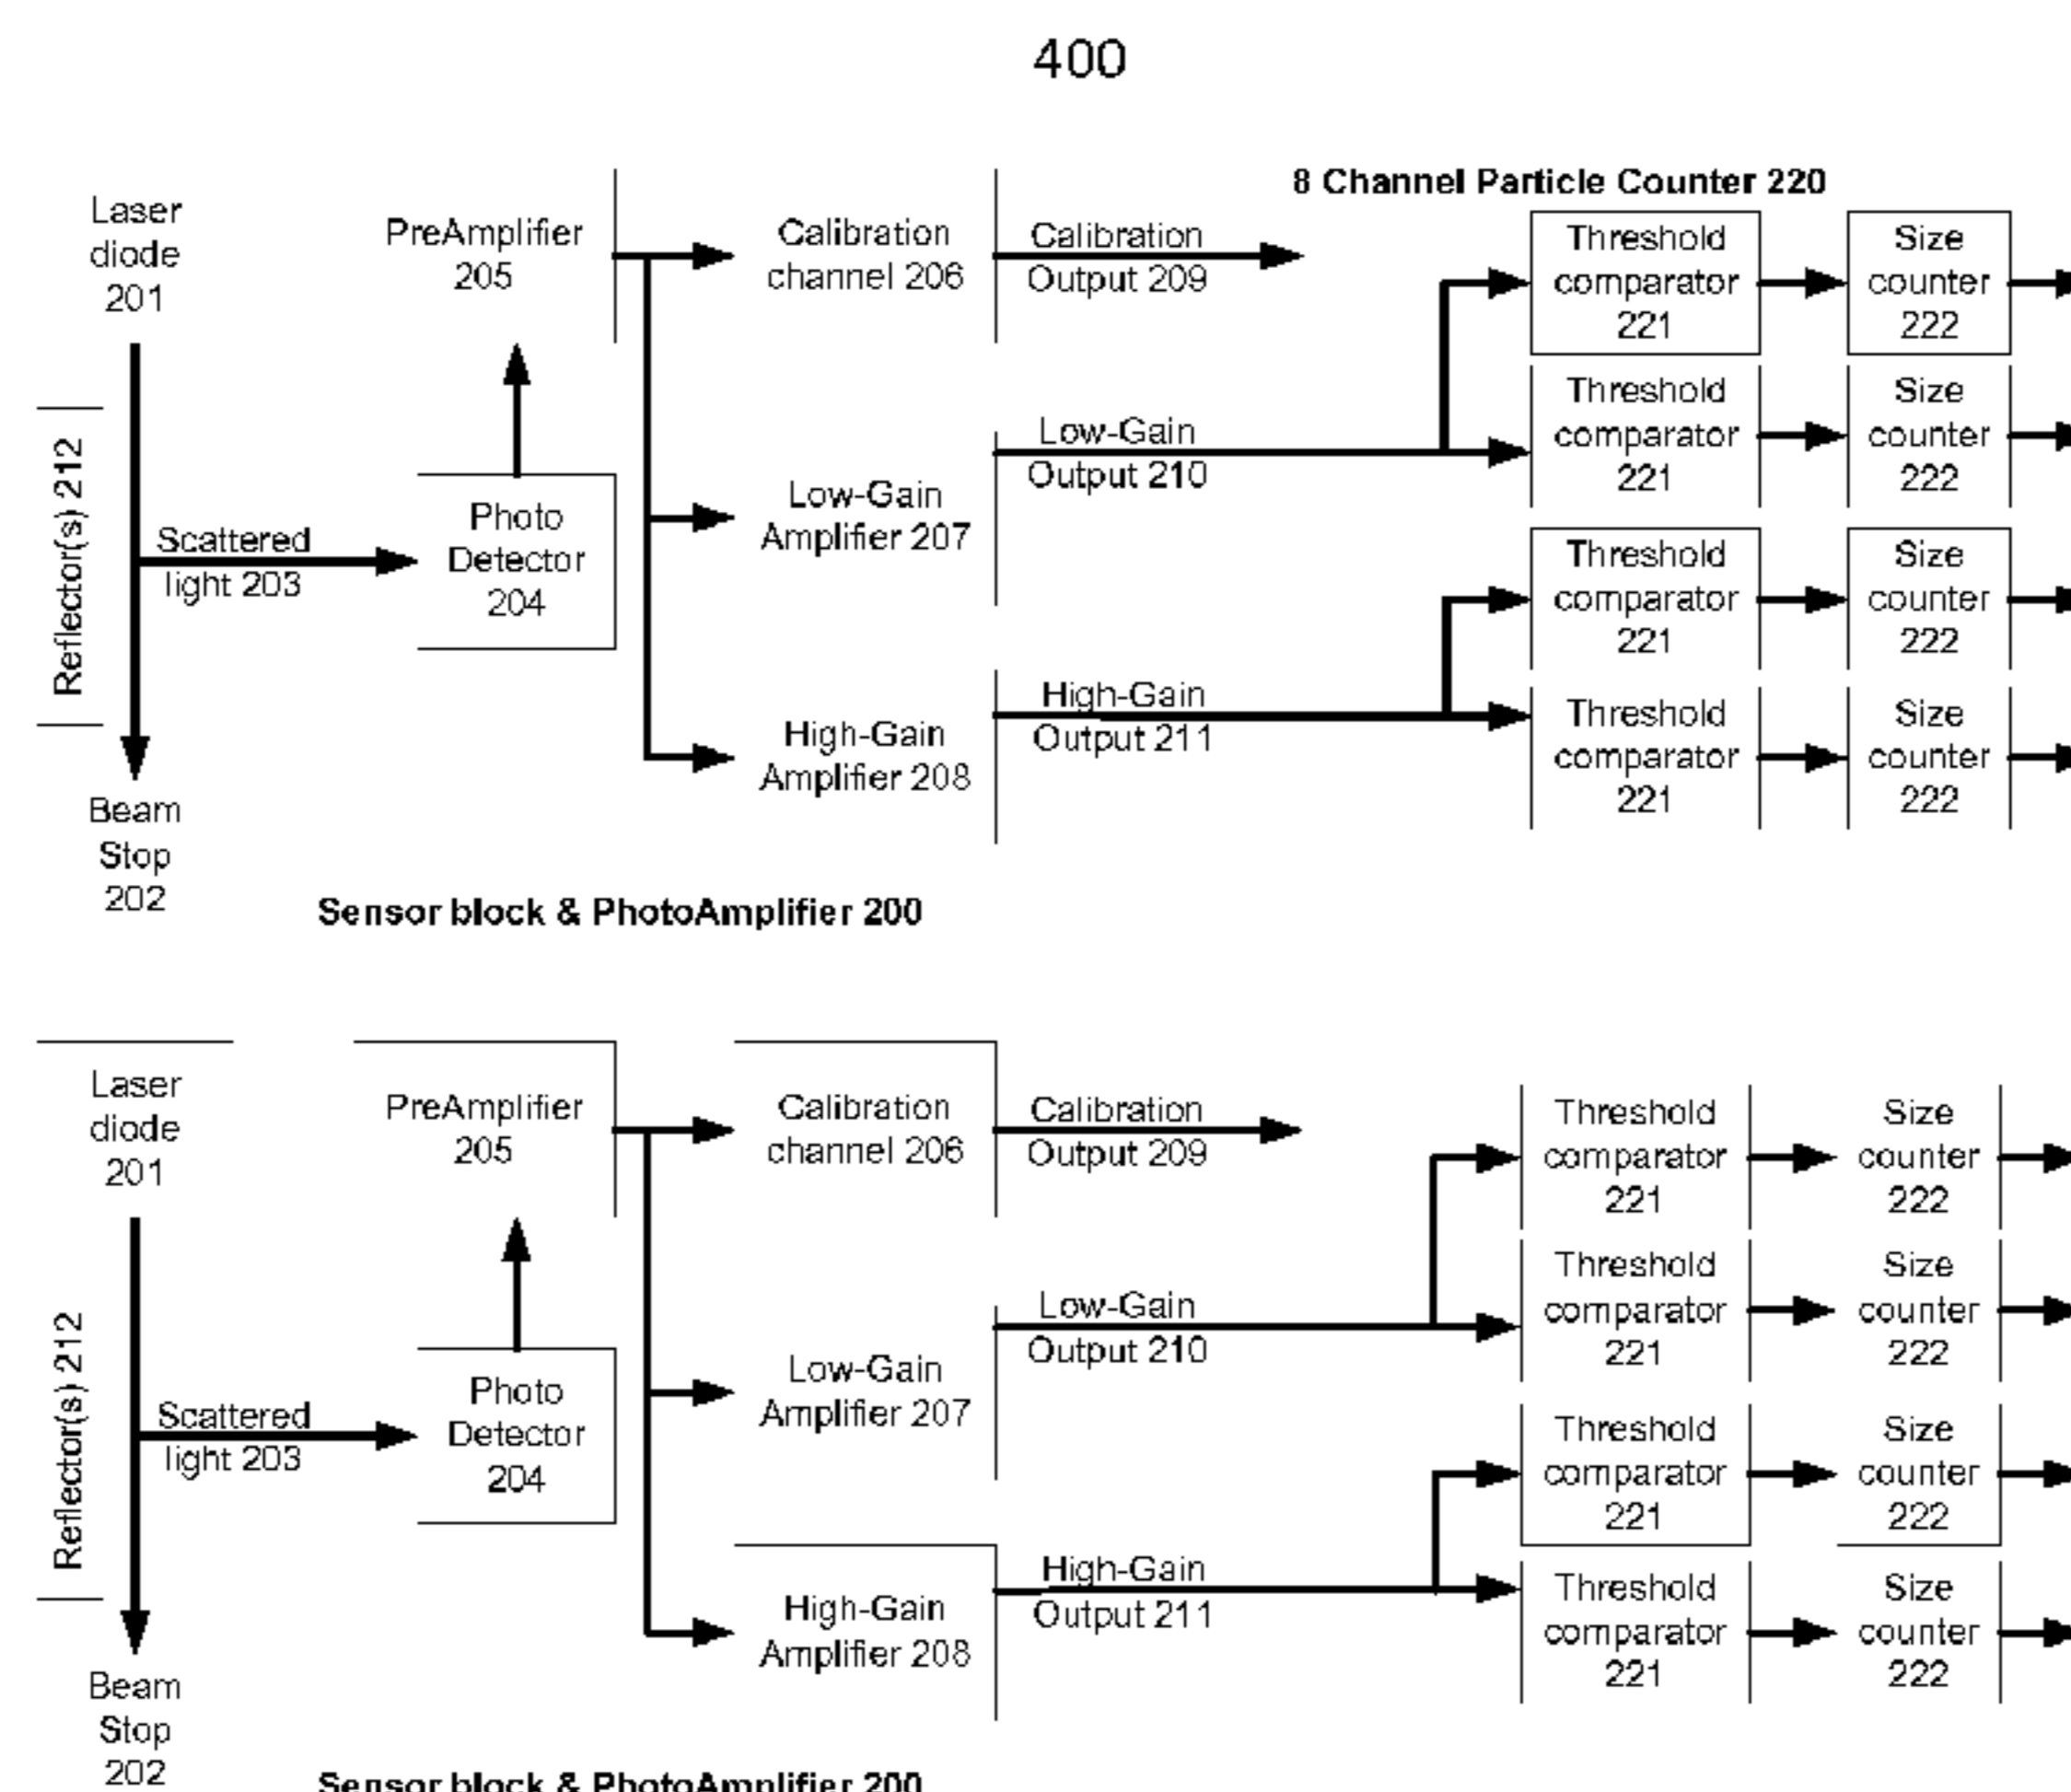 400
8 Channel Particle Counter 220
Laser
diode
201
PreAmplifier
205
Calibration
channel 206
Calibration
Output 209
Threshold
comparator
221
Size
counter
222
Threshold
comparator
221
Size
counter
222
Reflector(s) 212
Scattered
light 203
Photo
Detector
204
Low-Gain
Amplifier 207
Low-Gain
Output 210
Threshold
comparator
221
Size
counter
222
High-Gain
Amplifier 208
High-Gain
Output 211
Threshold
comparator
221
Size
counter
222
Beam
Stop
202
Sensor block & PhotoAmplifier 200
Laser
diode
201
PreAmplifier
205
Calibration
channel 206
Calibration
Output 209
Threshold
comparator
221
Size
counter
222
Threshold
comparator
221
Size
counter
222
Reflector(s) 212
Scattered
light 203
Photo
Detector
204
Low-Gain
Amplifier 207
Low-Gain
Output 210
Threshold
comparator
221
Size
counter
222
High-Gain
Amplifier 208
High-Gain
Output 211
Threshold
comparator
221
Size
counter
222
Beam
Stop
202
Sensor block & PhotoAmplifier 200